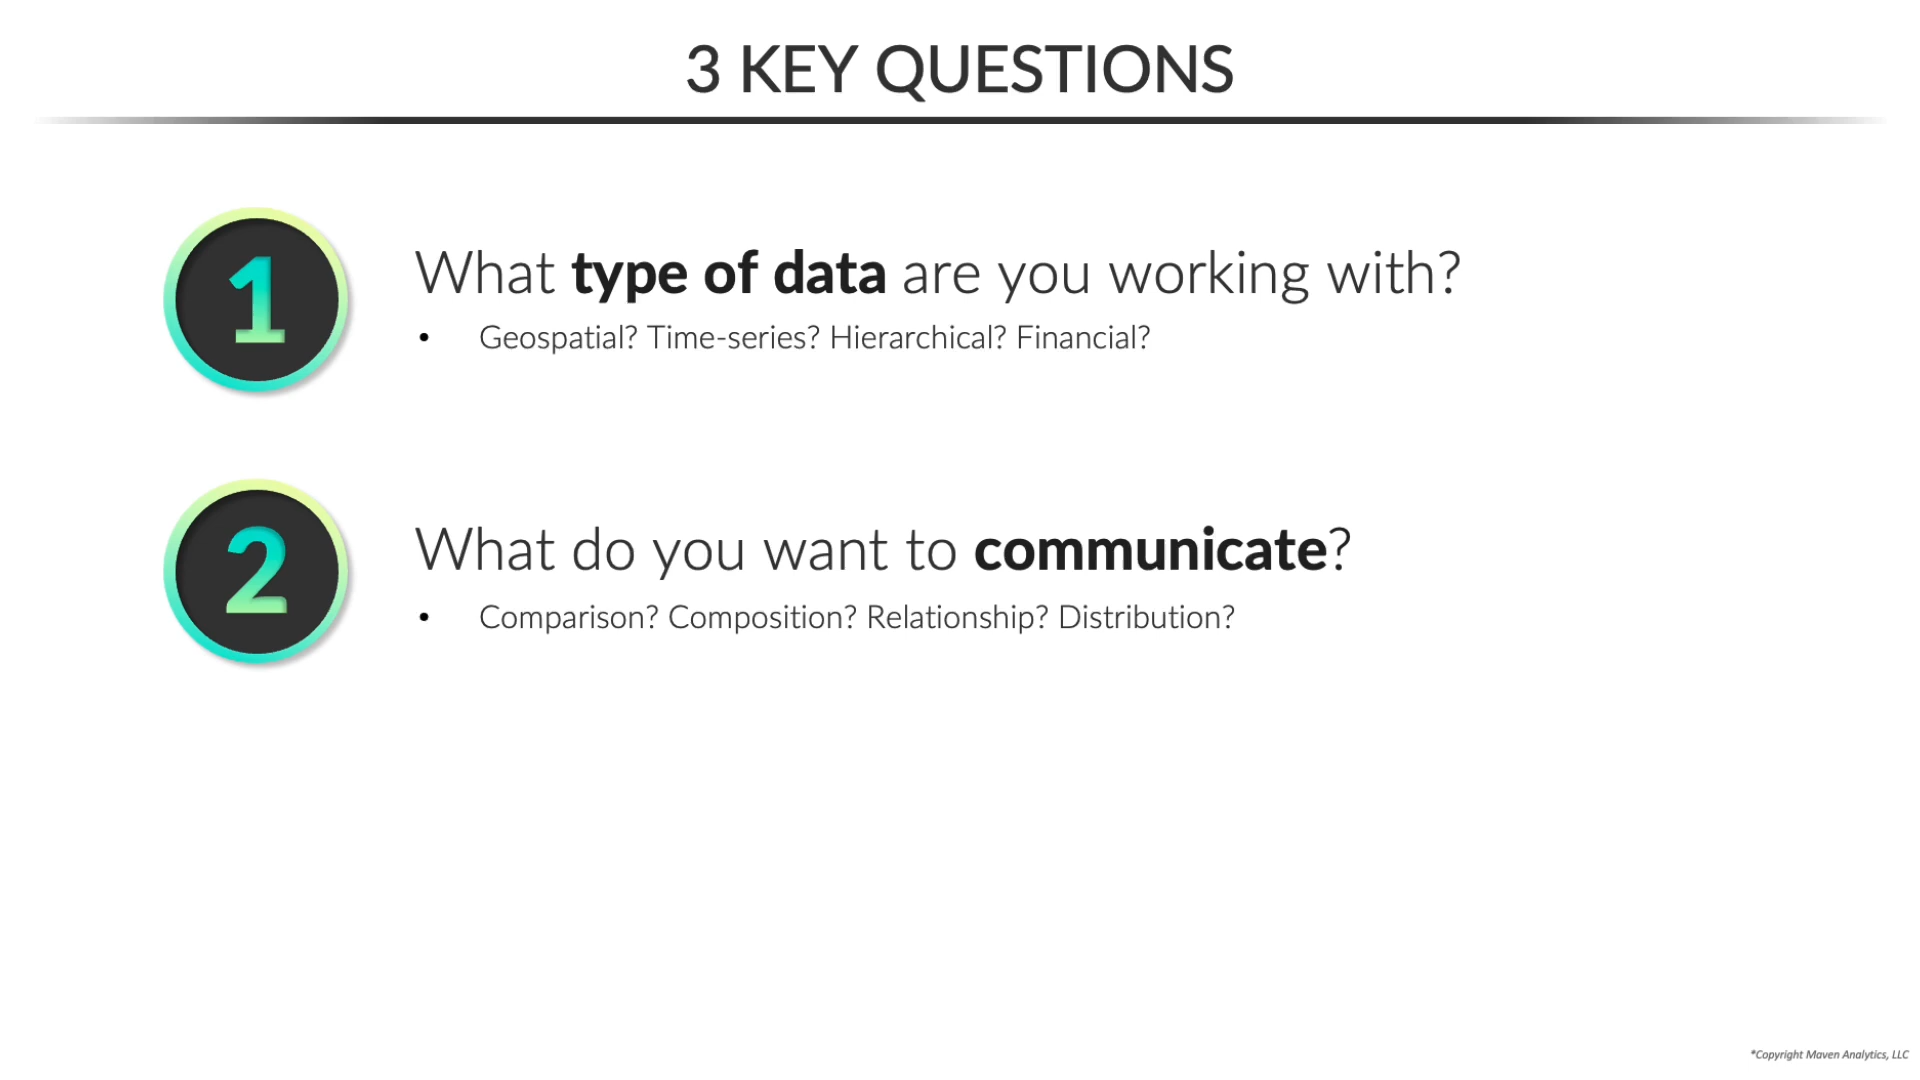 3 KEY QUESTIONS
1
What type of data are you working with?
• Geospatial? Time-series? Hierarchical? Financial?
2
What do you want to communicate?
• Comparison? Composition? Relationship? Distribution?
*Copyright Maven Analytics, LLC